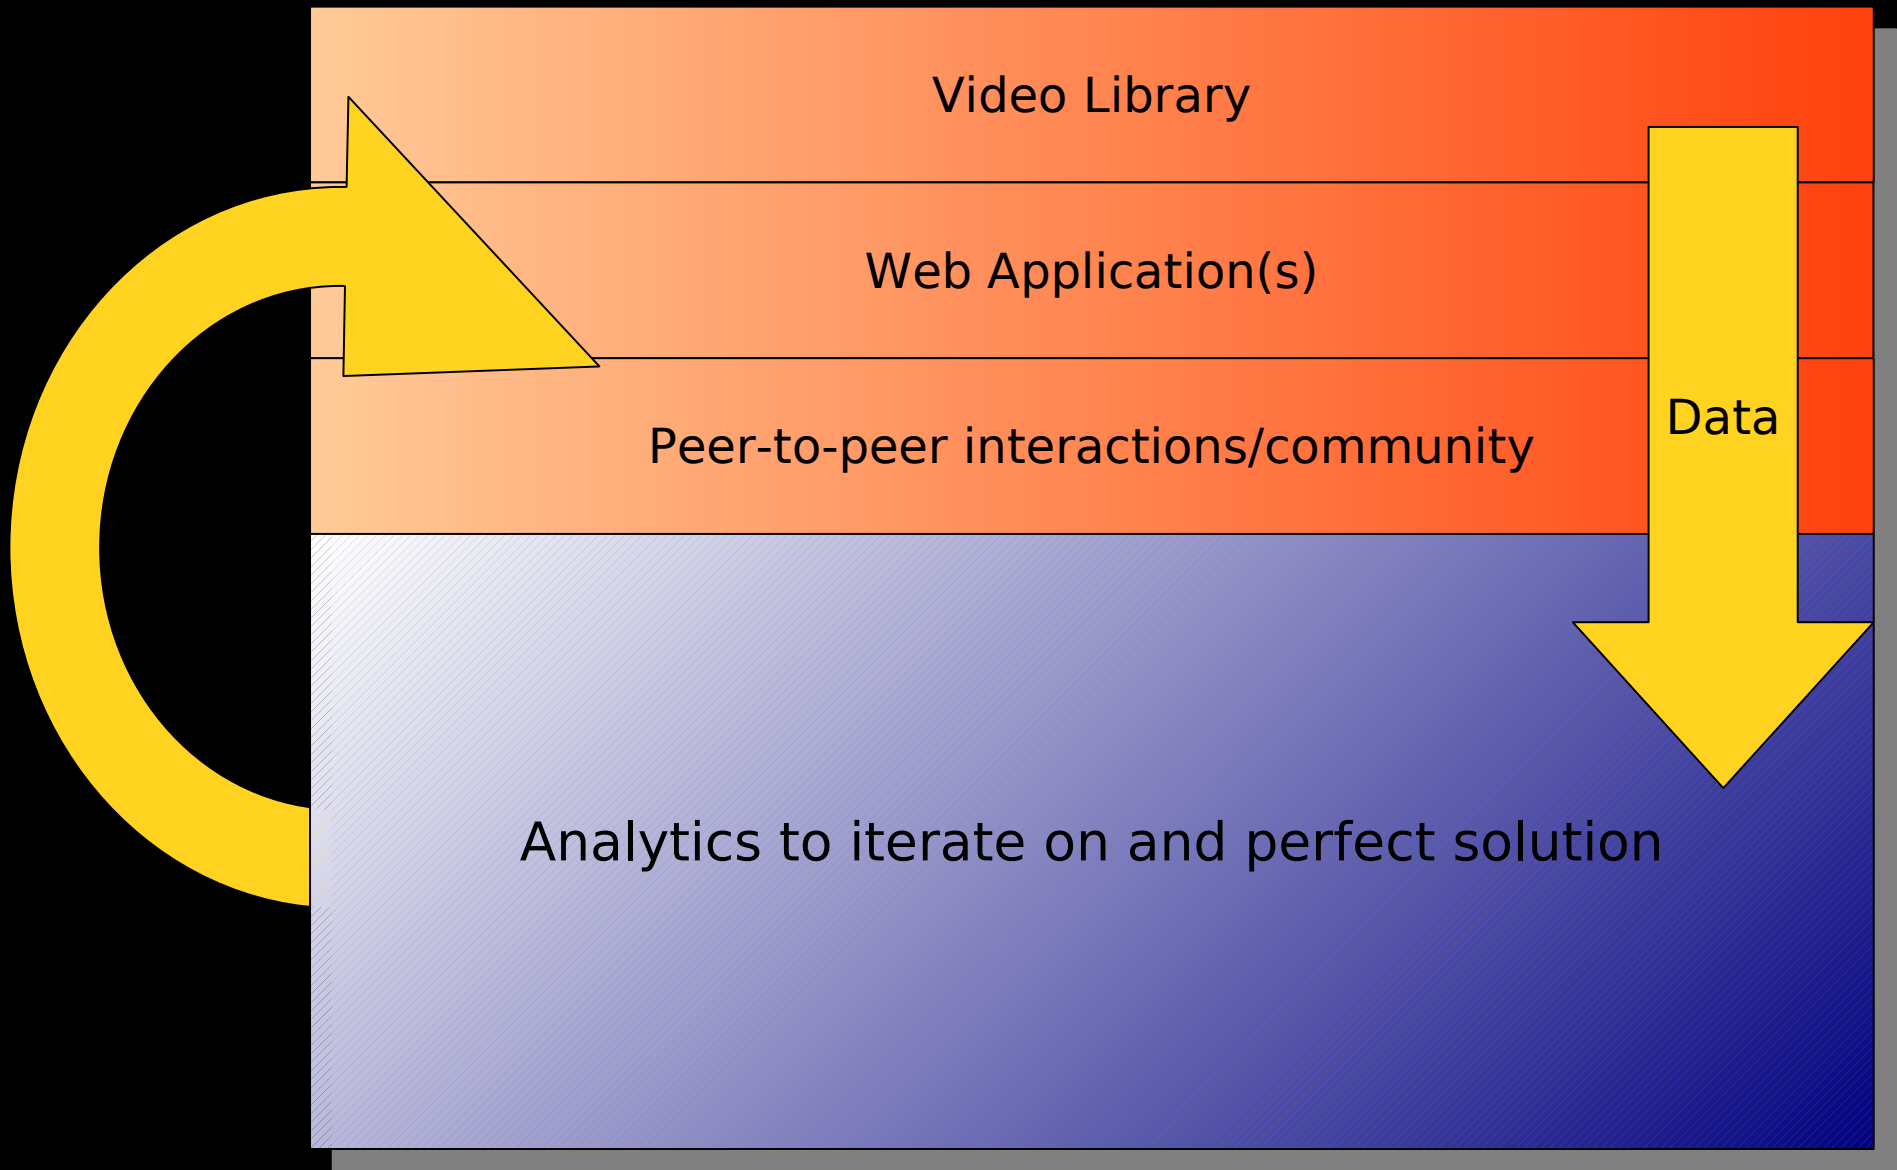 Video Library
Web Application(s)
Peer-to-peer interactions/community
Data
Analytics to iterate on and perfect solution